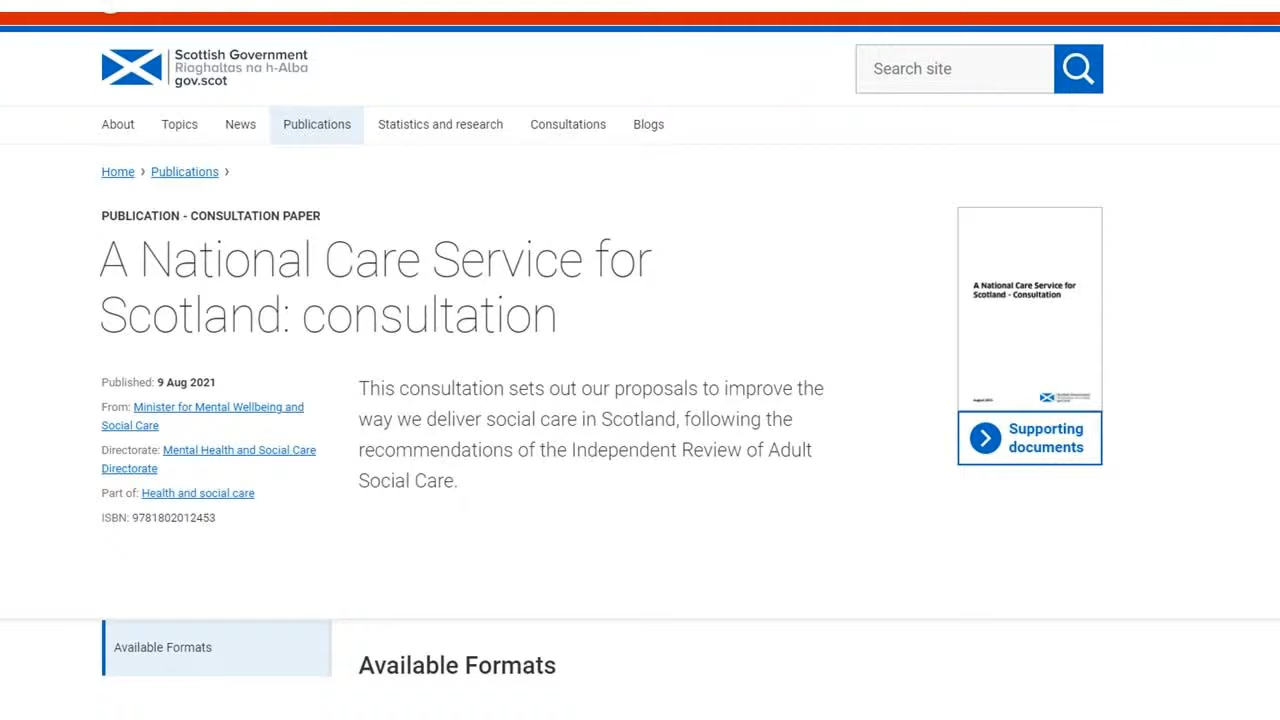 Scottish Government
Riaghaltas na h-Alba
gov.scot
Search site
About Topics News Publications Statistics and research Consultations Blogs
Home › Publications ›
PUBLICATION - CONSULTATION PAPER
A National Care Service for
Scotland: consultation
Published: 9 Aug 2021
From: Minister for Mental Wellbeing and
Social Care
Directorate: Mental Health and Social Care
Directorate
Part of: Health and social care
ISBN: 9781802012453
This consultation sets out our proposals to improve the
way we deliver social care in Scotland, following the
recommendations of the Independent Review of Adult
Social Care.
A National Care Service for
Scotland - Consultation
Supporting
documents
Available Formats
Available Formats